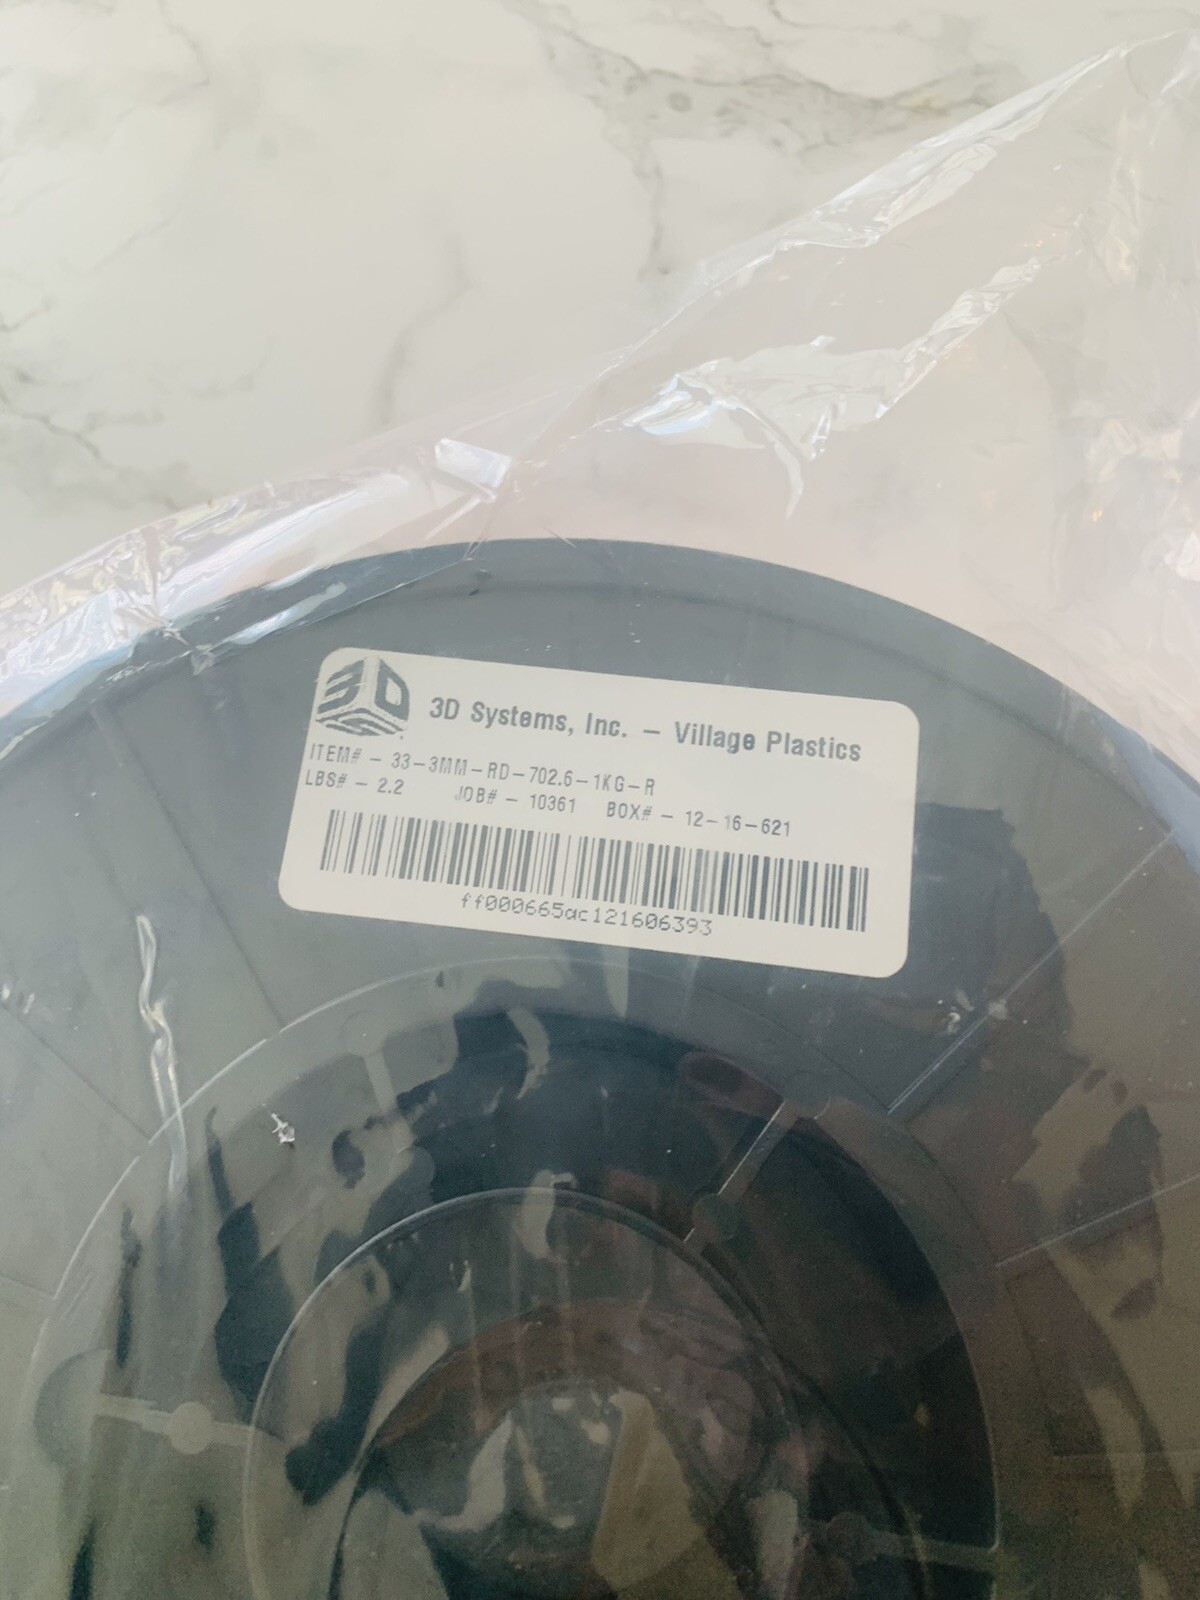 3DS
3D Systems, Inc. – Village Plastics
ITEM# – 33–3MM–RD–702.6–1KG–R
LBS# – 2.2 JOB# – 10361 BOX# – 12–16–621
ff000665ac121606393